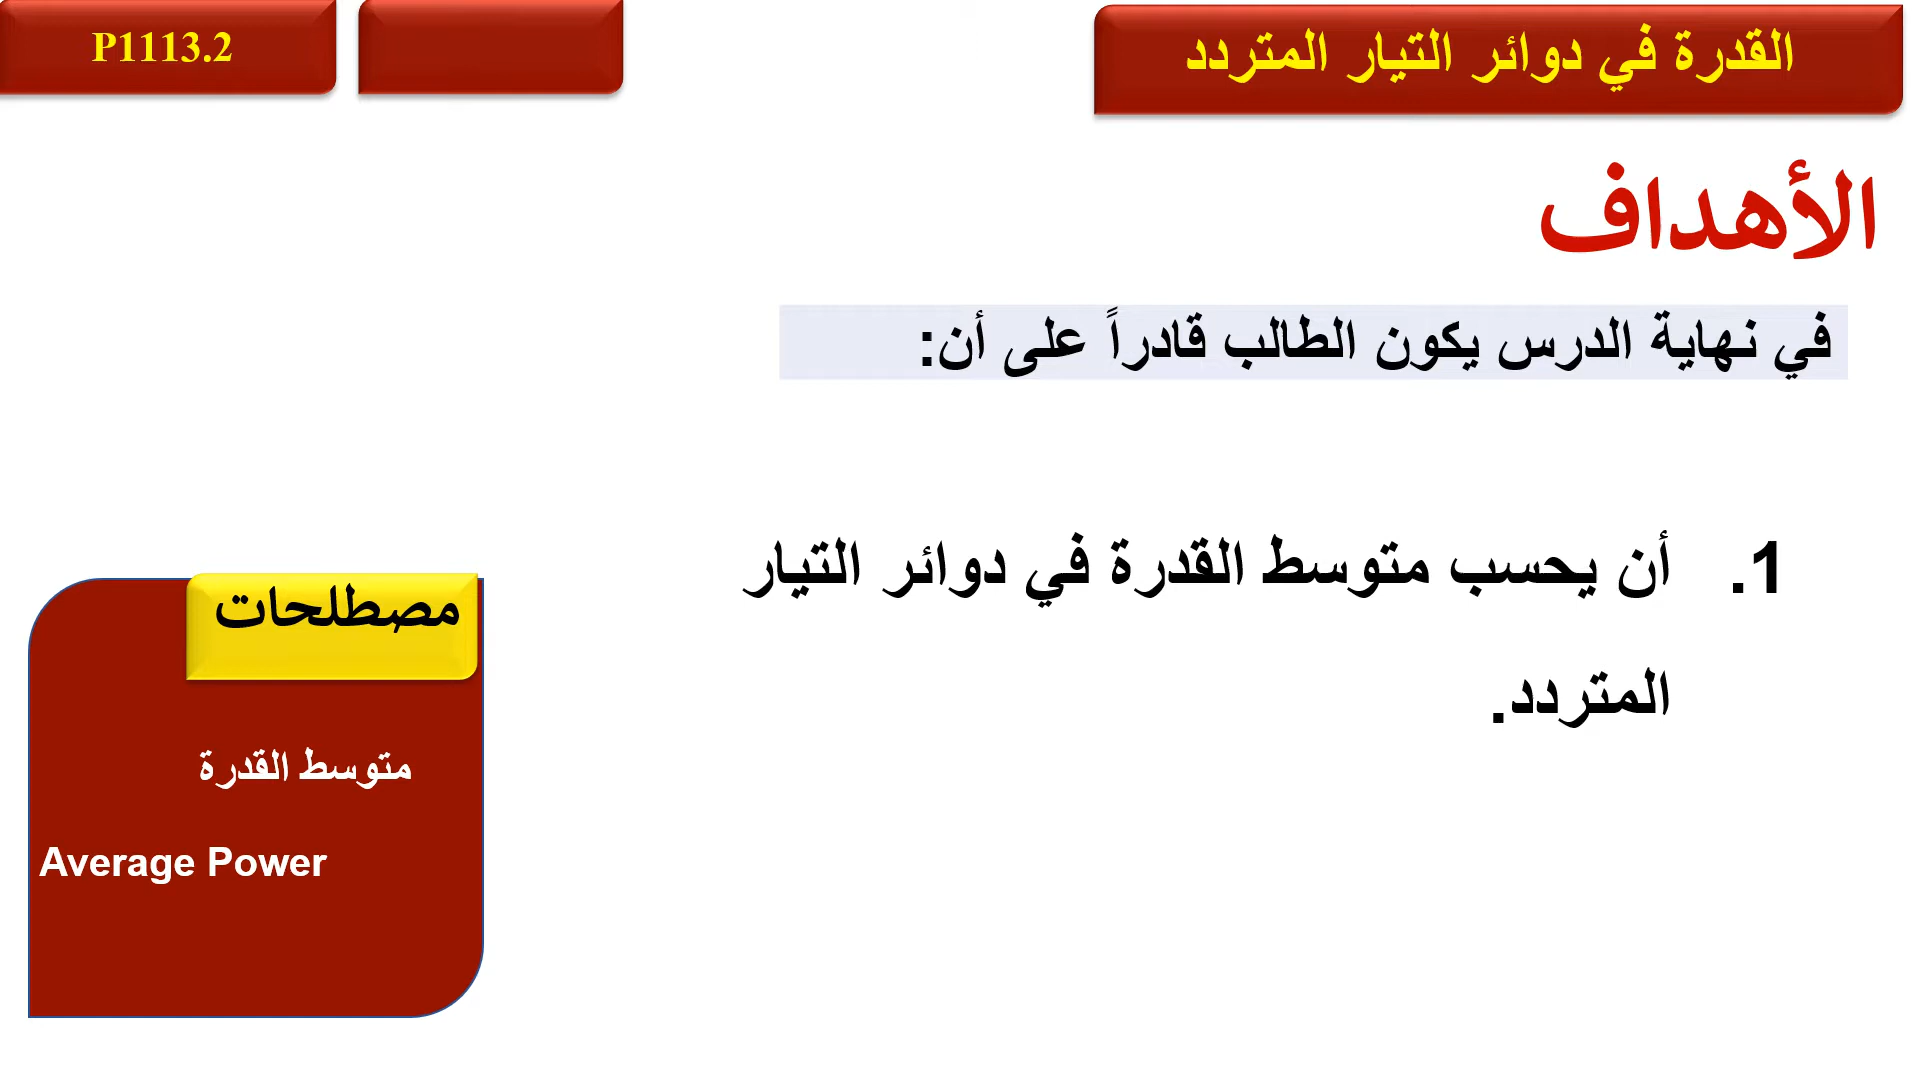 القدرة في دوائر التيار المتردد
P1113.2
الأهداف
في نهاية الدرس يكون الطالب قادراً على أن:
1. أن يحسب متوسط القدرة في دوائر التيار
المتردد.
مصطلحات
متوسط القدرة
Average Power